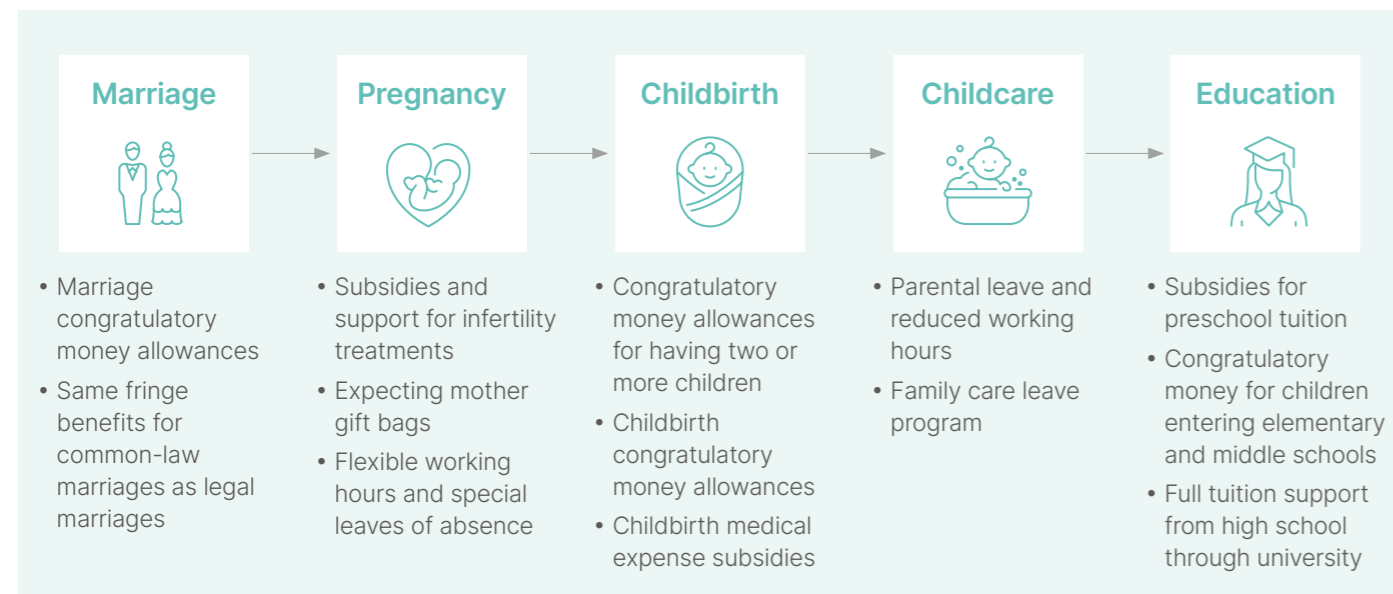 Marriage
• Marriage
congratulatory
money allowances
• Same fringe
benefits for
common-law
marriages as legal
marriages
Pregnancy
• Subsidies and
support for infertility
treatments
• Expecting mother
gift bags
• Flexible working
hours and special
leaves of absence
Childbirth
• Congratulatory
money allowances
for having two or
more children
• Childbirth
congratulatory
money allowances
• Childbirth medical
expense subsidies
Childcare
• Parental leave and
reduced working
hours
• Family care leave
program
Education
• Subsidies for
preschool tuition
• Congratulatory
money for children
entering elementary
and middle schools
• Full tuition support
from high school
through university